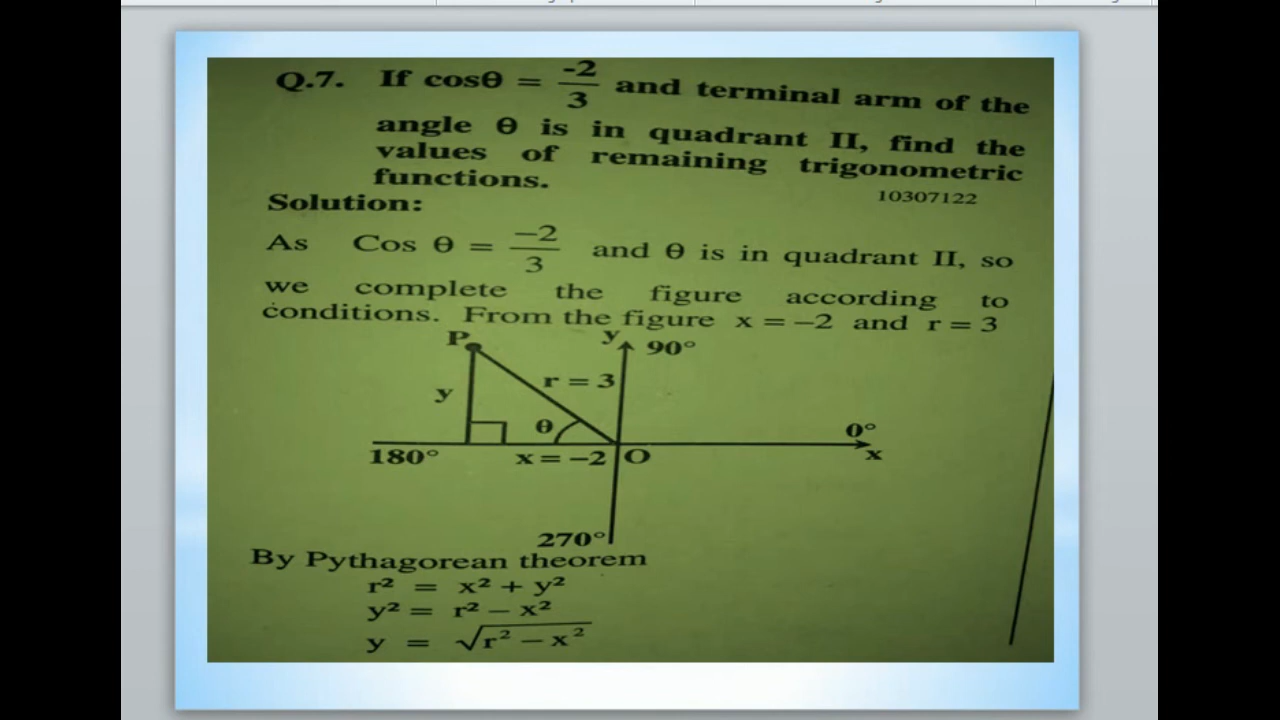 Q.7. If cosθ = -2/3 and terminal arm of the
angle θ is in quadrant II, find the
values of remaining trigonometric
functions.
10307122
Solution:
As Cos θ = −2/3 and θ is in quadrant II, so
we complete the figure according to
conditions. From the figure x = −2 and r = 3
P
y
90°
r = 3
y
θ
0°
180°
x = −2
O
x
270°
By Pythagorean theorem
r² = x² + y²
y² = r² − x²
y = √r² − x²